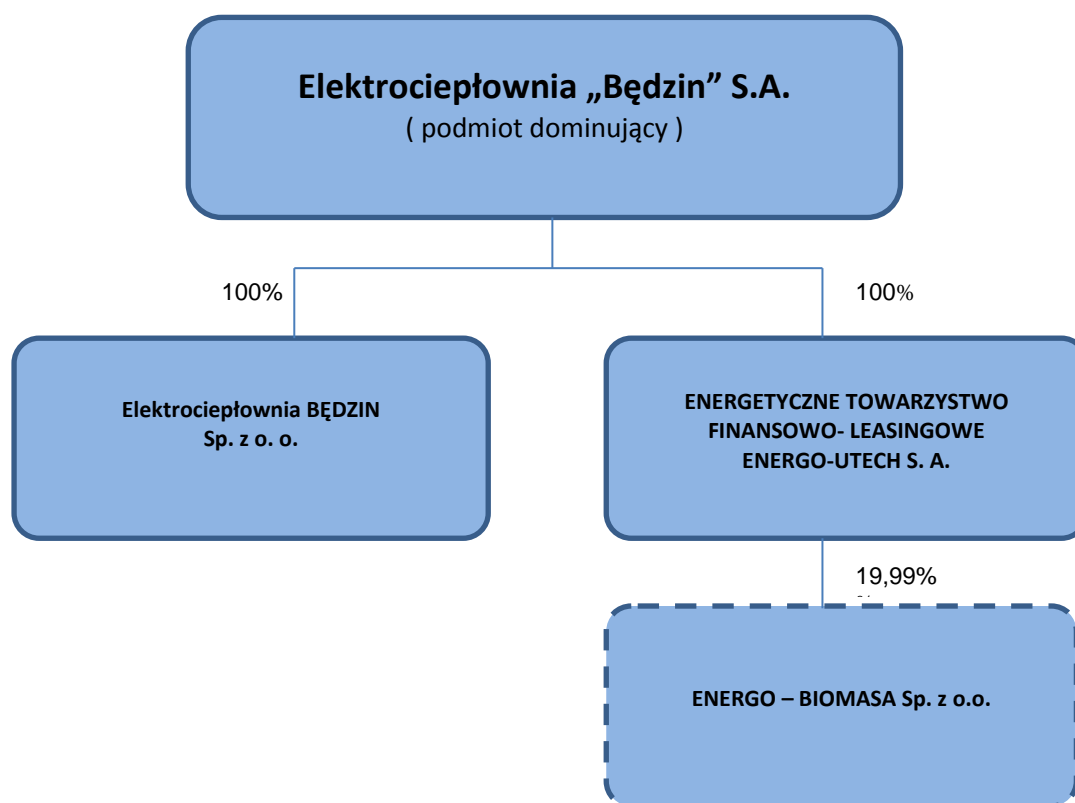 Elektrociepłownia „Będzin” S.A.
( podmiot dominujący )
100%
100%
Elektrociepłownia BĘDZIN
Sp. z o. o.
ENERGETYCZNE TOWARZYSTWO
FINANSOWO- LEASINGOWE
ENERGO-UTECH S. A.
19,99%
ENERGO – BIOMASA Sp. z o.o.